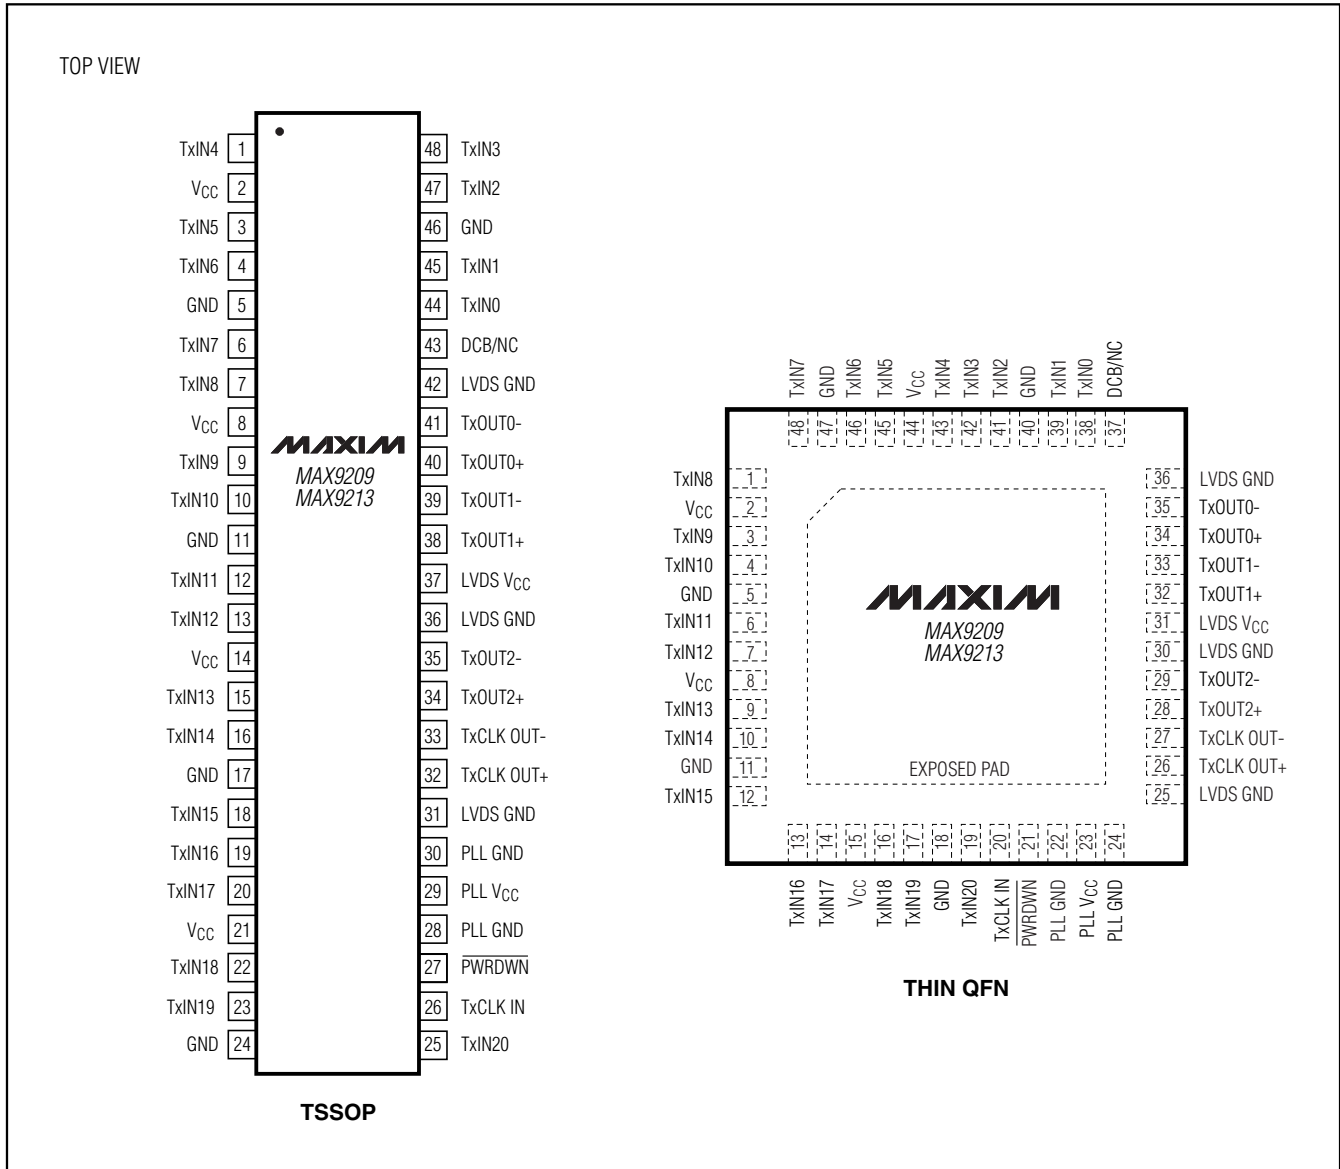 TOP VIEW
TxIN4 1 48 TxIN3
VCC 2 47 TxIN2
TxIN5 3 46 GND
TxIN6 4 45 TxIN1
GND 5 44 TxIN0
TxIN7 6 43 DCB/NC
TxIN8 7 42 LVDS GND
VCC 8 41 TxOUT0-
TxIN9 9 40 TxOUT0+
TxIN10 10 39 TxOUT1-
GND 11 38 TxOUT1+
TxIN11 12 37 LVDS VCC
TxIN12 13 36 LVDS GND
VCC 14 35 TxOUT2-
TxIN13 15 34 TxOUT2+
TxIN14 16 33 TxCLK OUT-
GND 17 32 TxCLK OUT+
TxIN15 18 31 LVDS GND
TxIN16 19 30 PLL GND
TxIN17 20 29 PLL VCC
VCC 21 28 PLL GND
TxIN18 22 27 PWRDWN
TxIN19 23 26 TxCLK IN
GND 24 25 TxIN20
MAXIM
MAX9209
MAX9213
TSSOP
TxIN7 GND TxIN6 TxIN5 VCC TxIN4 TxIN3 TxIN2 GND TxIN1 TxIN0 DCB/NC
48 47 46 45 44 43 42 41 40 39 38 37
TxIN8 1 36 LVDS GND
VCC 2 35 TxOUT0-
TxIN9 3 34 TxOUT0+
TxIN10 4 33 TxOUT1-
GND 5 32 TxOUT1+
TxIN11 6 31 LVDS VCC
TxIN12 7 30 LVDS GND
VCC 8 29 TxOUT2-
TxIN13 9 28 TxOUT2+
TxIN14 10 27 TxCLK OUT-
GND 11 26 TxCLK OUT+
TxIN15 12 25 LVDS GND
MAXIM
MAX9209
MAX9213
EXPOSED PAD
13 14 15 16 17 18 19 20 21 22 23 24
TxIN16 TxIN17 VCC TxIN18 TxIN19 GND TxIN20 TxCLK IN PWRDWN PLL GND PLL VCC PLL GND
THIN QFN